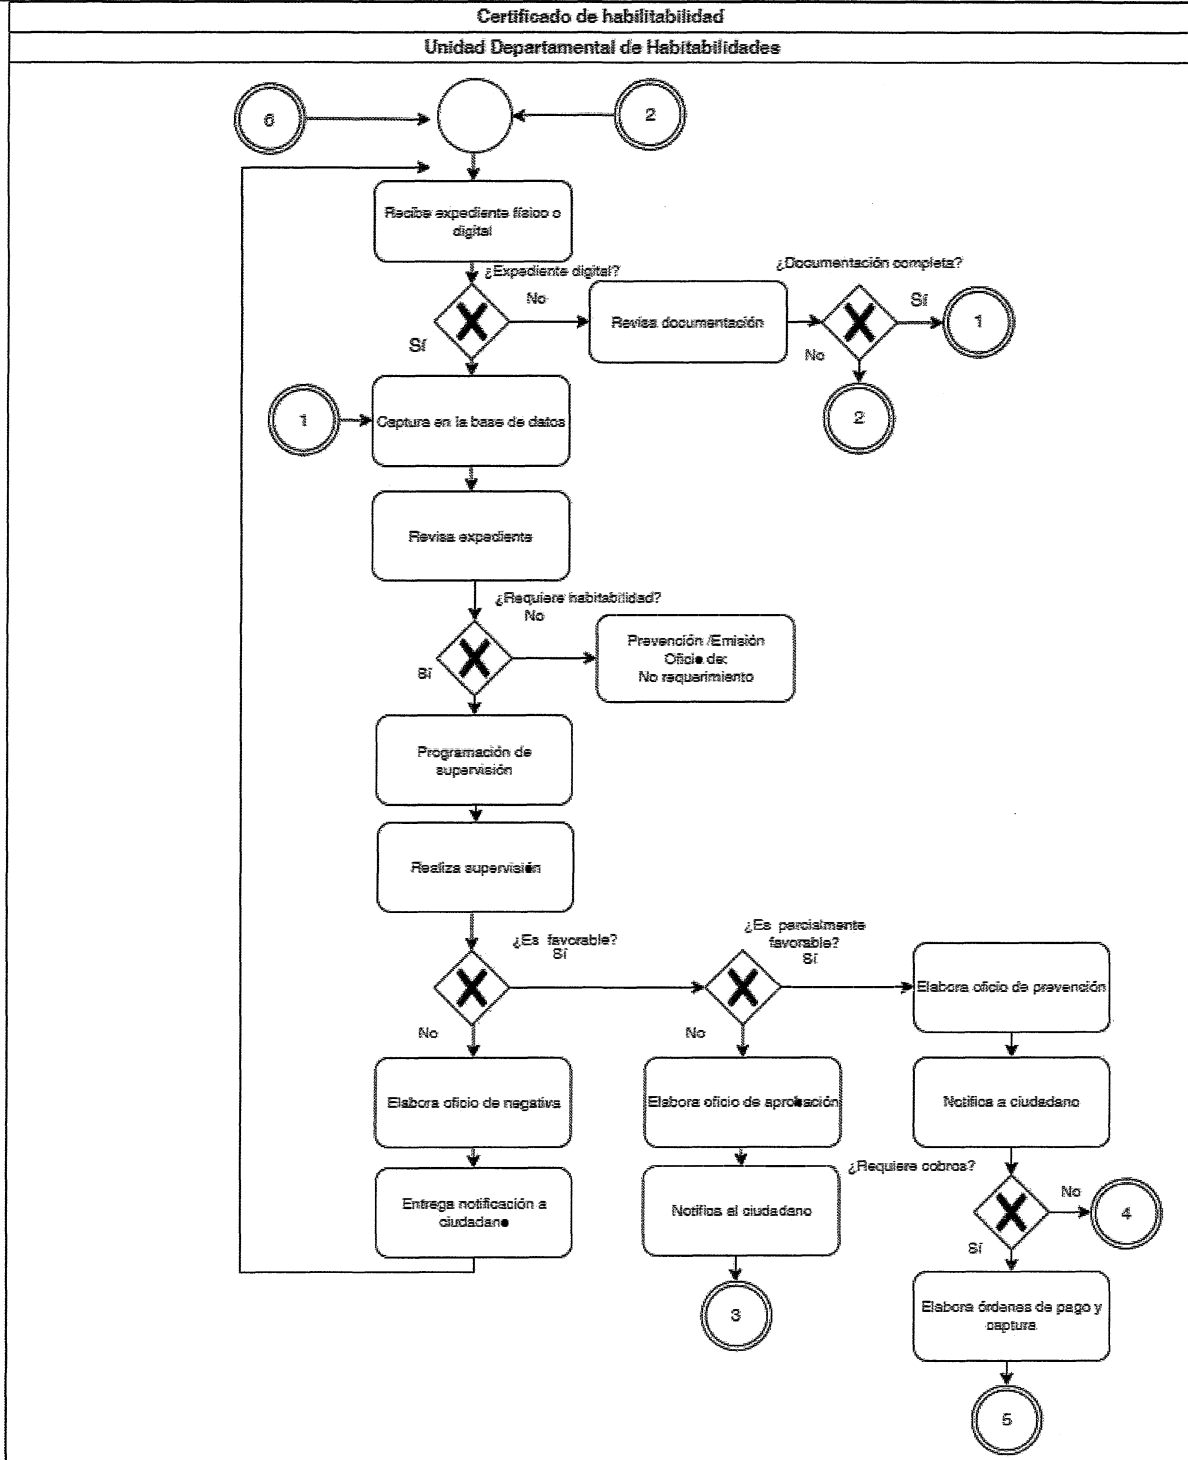 Certificado de habilitabilidad
Unidad Departamental de Habitabilidades
6
2
Recibe expediente físico o
digital
¿Expediente digital?
No
Sí
Revisa documentación
¿Documentación completa?
Sí
1
No
2
1
Captura en la base de datos
Revisa expediente
¿Requiere habitabilidad?
No
Sí
Prevención /Emisión
Oficio de:
No requerimiento
Programación de
supervisión
Realiza supervisión
¿Es favorable?
Sí
No
¿Es parcialmente
favorable?
Sí
No
Elabora oficio de prevención
Elabora oficio de negativa
Elabora oficio de aprobación
Notifica a ciudadano
Entrega notificación a
ciudadano
Notifica al ciudadano
¿Requiere cobros?
No
4
Sí
3
Elabora órdenes de pago y
captura
5